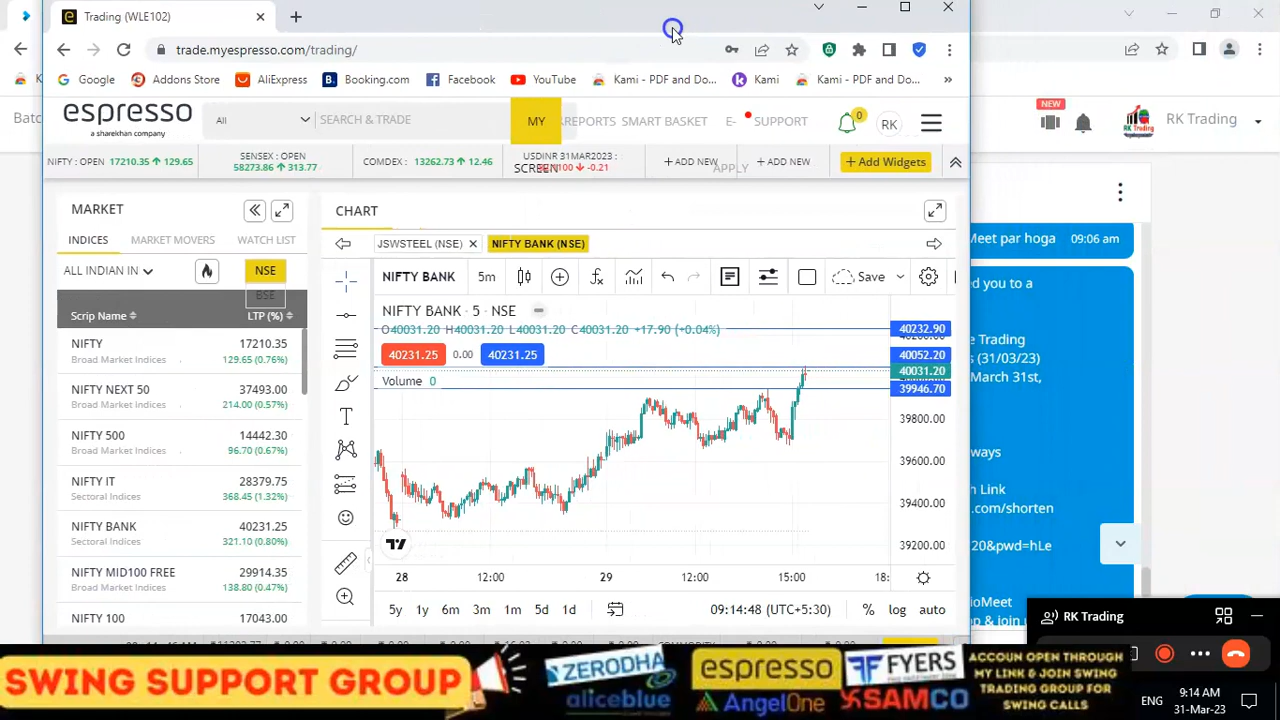 Trading (WLE102)
trade.myespresso.com/trading/
Google
Addons Store
AliExpress
Booking.com
Facebook
YouTube
Kami - PDF and Do...
Kami
Kami - PDF and Do...
»
espresso
a sharekhan company
All
SEARCH & TRADE
MY
SCREEN
REPORTS
SMART BASKET
E-
APPLY
SUPPORT
0
RK
NIFTY : OPEN 17210.35 129.65
SENSEX : OPEN
58273.86 313.77
COMDEX : 13262.73 12.46
USDINR 31MAR2023 :
-0.21
+ ADD NEW
+ ADD NEW
+ Add Widgets
MARKET
INDICES
MARKET MOVERS
WATCH LIST
ALL INDIAN IN
NSE
BSE
Scrip Name
LTP (%)
NIFTY 17210.35
Broad Market Indices 129.65 (0.76%)
NIFTY NEXT 50 37493.00
Broad Market Indices 214.00 (0.57%)
NIFTY 500 14442.30
Broad Market Indices 96.70 (0.67%)
NIFTY IT 28379.75
Sectoral Indices 368.45 (1.32%)
NIFTY BANK 40231.25
Sectoral Indices 321.10 (0.80%)
NIFTY MID100 FREE 29914.35
Broad Market Indices 138.80 (0.47%)
NIFTY 100 17043.00
CHART
JSWSTEEL (NSE)
NIFTY BANK (NSE)
NIFTY BANK
5m
Save
NIFTY BANK · 5 · NSE
O40031.20 H40031.20 L40031.20 C40031.20 +17.90 (+0.04%)
40231.25 0.00 40231.25
Volume 0
40232.90
40052.20
40031.20
39946.70
39800.00
39600.00
39400.00
39200.00
28 12:00 29 12:00 15:00 18:
5y 1y 6m 3m 1m 5d 1d
09:14:48 (UTC+5:30)
% log auto
Batc
NEW
RK Trading
RK Trading
Meet par hoga 09:06 am
ed you to a
e Trading
s (31/03/23)
March 31st,
ways
h Link
.com/shorten
20&pwd=hLe
ioMeet
p & join
RK Trading
SWING SUPPORT GROUP
ZERODHA
aliceblue
espresso
AngelOne
FYERS
SAMCO
ACCOUN OPEN THROUGH
MY LINK & JOIN SWING
TRADING GROUP FOR
SWING CALLS
ENG
9:14 AM
31-Mar-23